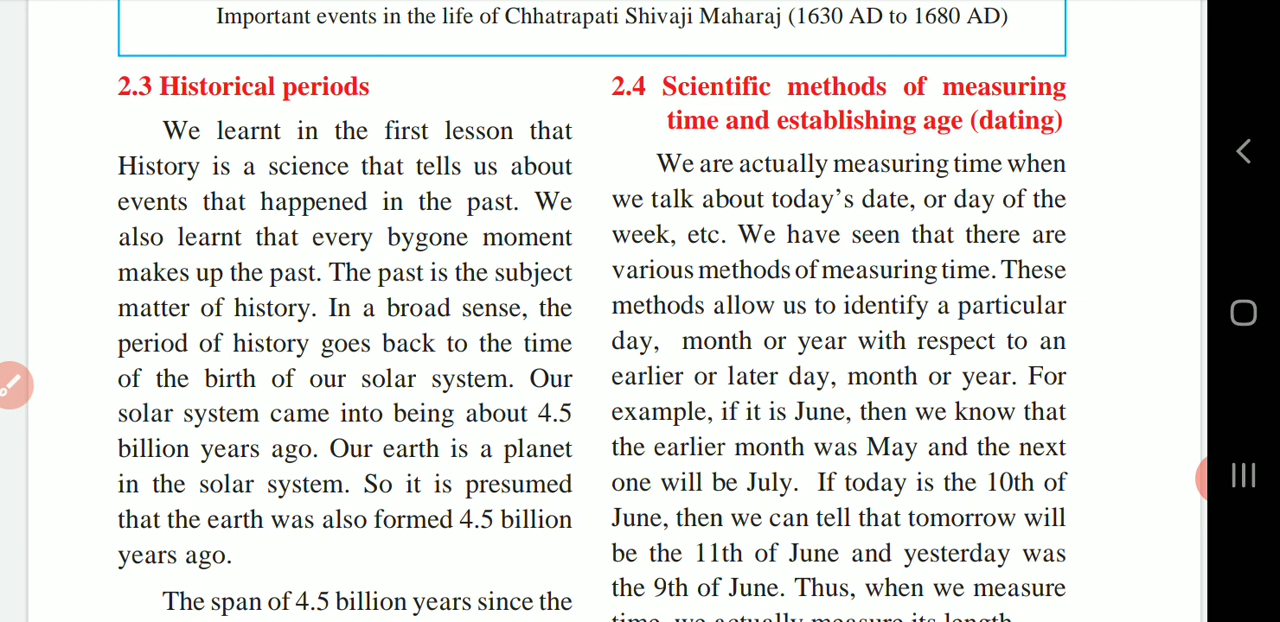 Important events in the life of Chhatrapati Shivaji Maharaj (1630 AD to 1680 AD)
2.3 Historical periods
We learnt in the first lesson that
History is a science that tells us about
events that happened in the past. We
also learnt that every bygone moment
makes up the past. The past is the subject
matter of history. In a broad sense, the
period of history goes back to the time
of the birth of our solar system. Our
solar system came into being about 4.5
billion years ago. Our earth is a planet
in the solar system. So it is presumed
that the earth was also formed 4.5 billion
years ago.
The span of 4.5 billion years since the
2.4 Scientific methods of measuring
time and establishing age (dating)
We are actually measuring time when
we talk about today’s date, or day of the
week, etc. We have seen that there are
various methods of measuring time. These
methods allow us to identify a particular
day, month or year with respect to an
earlier or later day, month or year. For
example, if it is June, then we know that
the earlier month was May and the next
one will be July. If today is the 10th of
June, then we can tell that tomorrow will
be the 11th of June and yesterday was
the 9th of June. Thus, when we measure
time, we actually measure its length